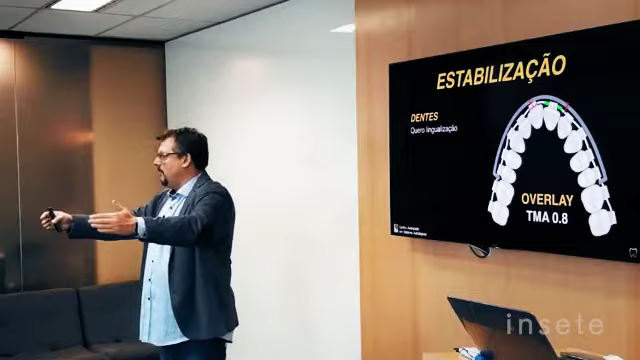 ESTABILIZAÇÃO
DENTES
Quero lingualização
OVERLAY
TMA 0.8
insete